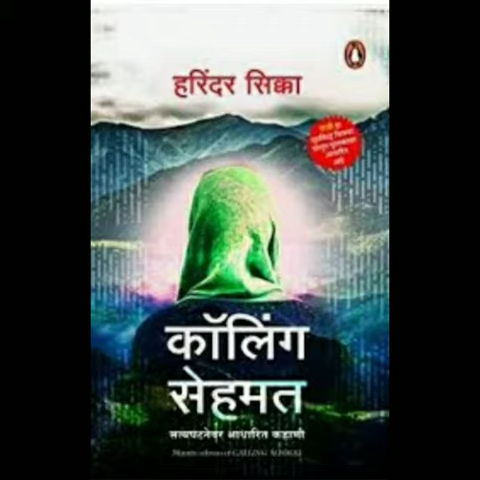 हरिंदर सिक्का
कॉलिंग
सेहमत
सत्यघटनेवर आधारित कहाणी
Marathi edition of CALLING SEHMAT